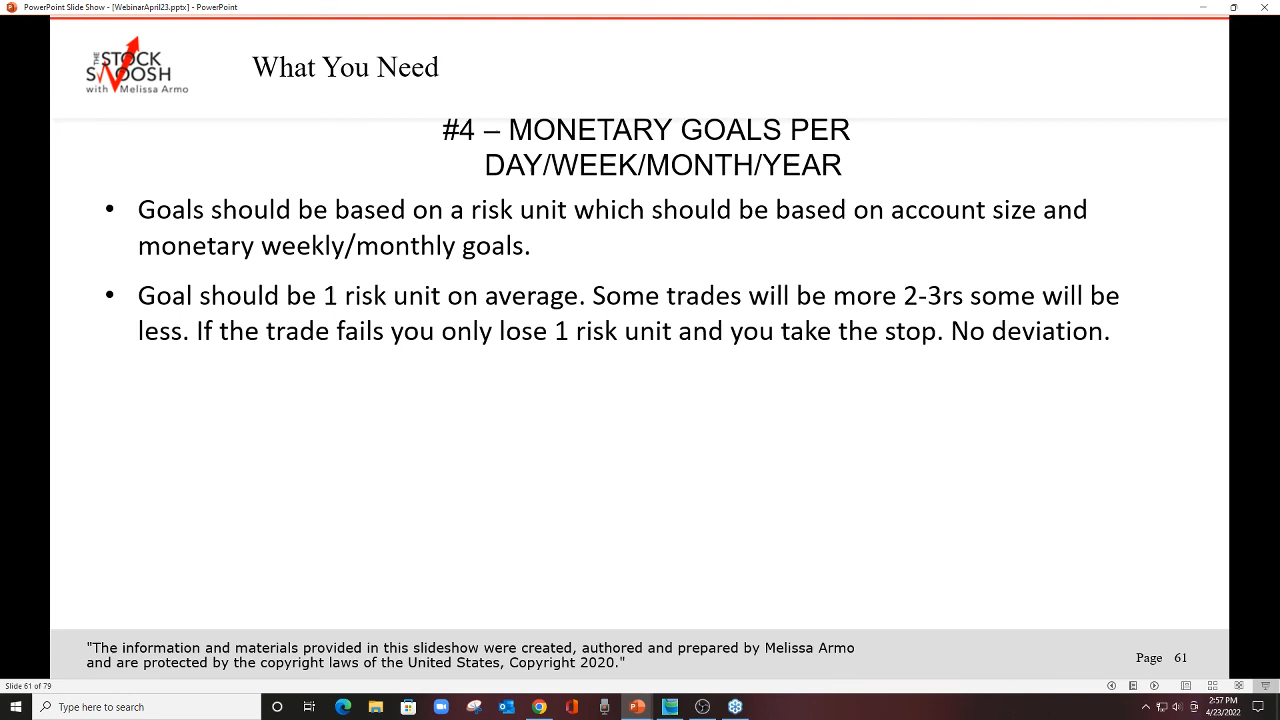 PowerPoint Slide Show - [WebinarApril23.pptx] - PowerPoint
THE
STOCK
SWOOSH
with Melissa Armo
What You Need
#4 – MONETARY GOALS PER
DAY/WEEK/MONTH/YEAR
• Goals should be based on a risk unit which should be based on account size and
monetary weekly/monthly goals.
• Goal should be 1 risk unit on average. Some trades will be more 2-3rs some will be
less. If the trade fails you only lose 1 risk unit and you take the stop. No deviation.
"The information and materials provided in this slideshow were created, authored and prepared by Melissa Armo
and are protected by the copyright laws of the United States, Copyright 2020."
Page 61
Slide 61 of 79
Type here to search
2:57 PM
4/23/2022